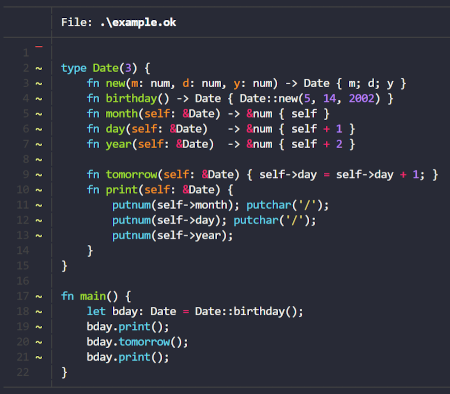 File: .\example.ok
1 _
2 ~ type Date(3) {
3 ~     fn new(m: num, d: num, y: num) -> Date { m; d; y }
4 ~     fn birthday() -> Date { Date::new(5, 14, 2002) }
5 ~     fn month(self: &Date) -> &num { self }
6 ~     fn day(self: &Date)   -> &num { self + 1 }
7 ~     fn year(self: &Date)  -> &num { self + 2 }
8 ~
9 ~     fn tomorrow(self: &Date) { self->day = self->day + 1; }
10 ~     fn print(self: &Date) {
11 ~         putnum(self->month); putchar('/');
12 ~         putnum(self->day); putchar('/');
13 ~         putnum(self->year);
14     }
15 }
16
17 ~ fn main() {
18 ~     let bday: Date = Date::birthday();
19 ~     bday.print();
20 ~     bday.tomorrow();
21 ~     bday.print();
22 }